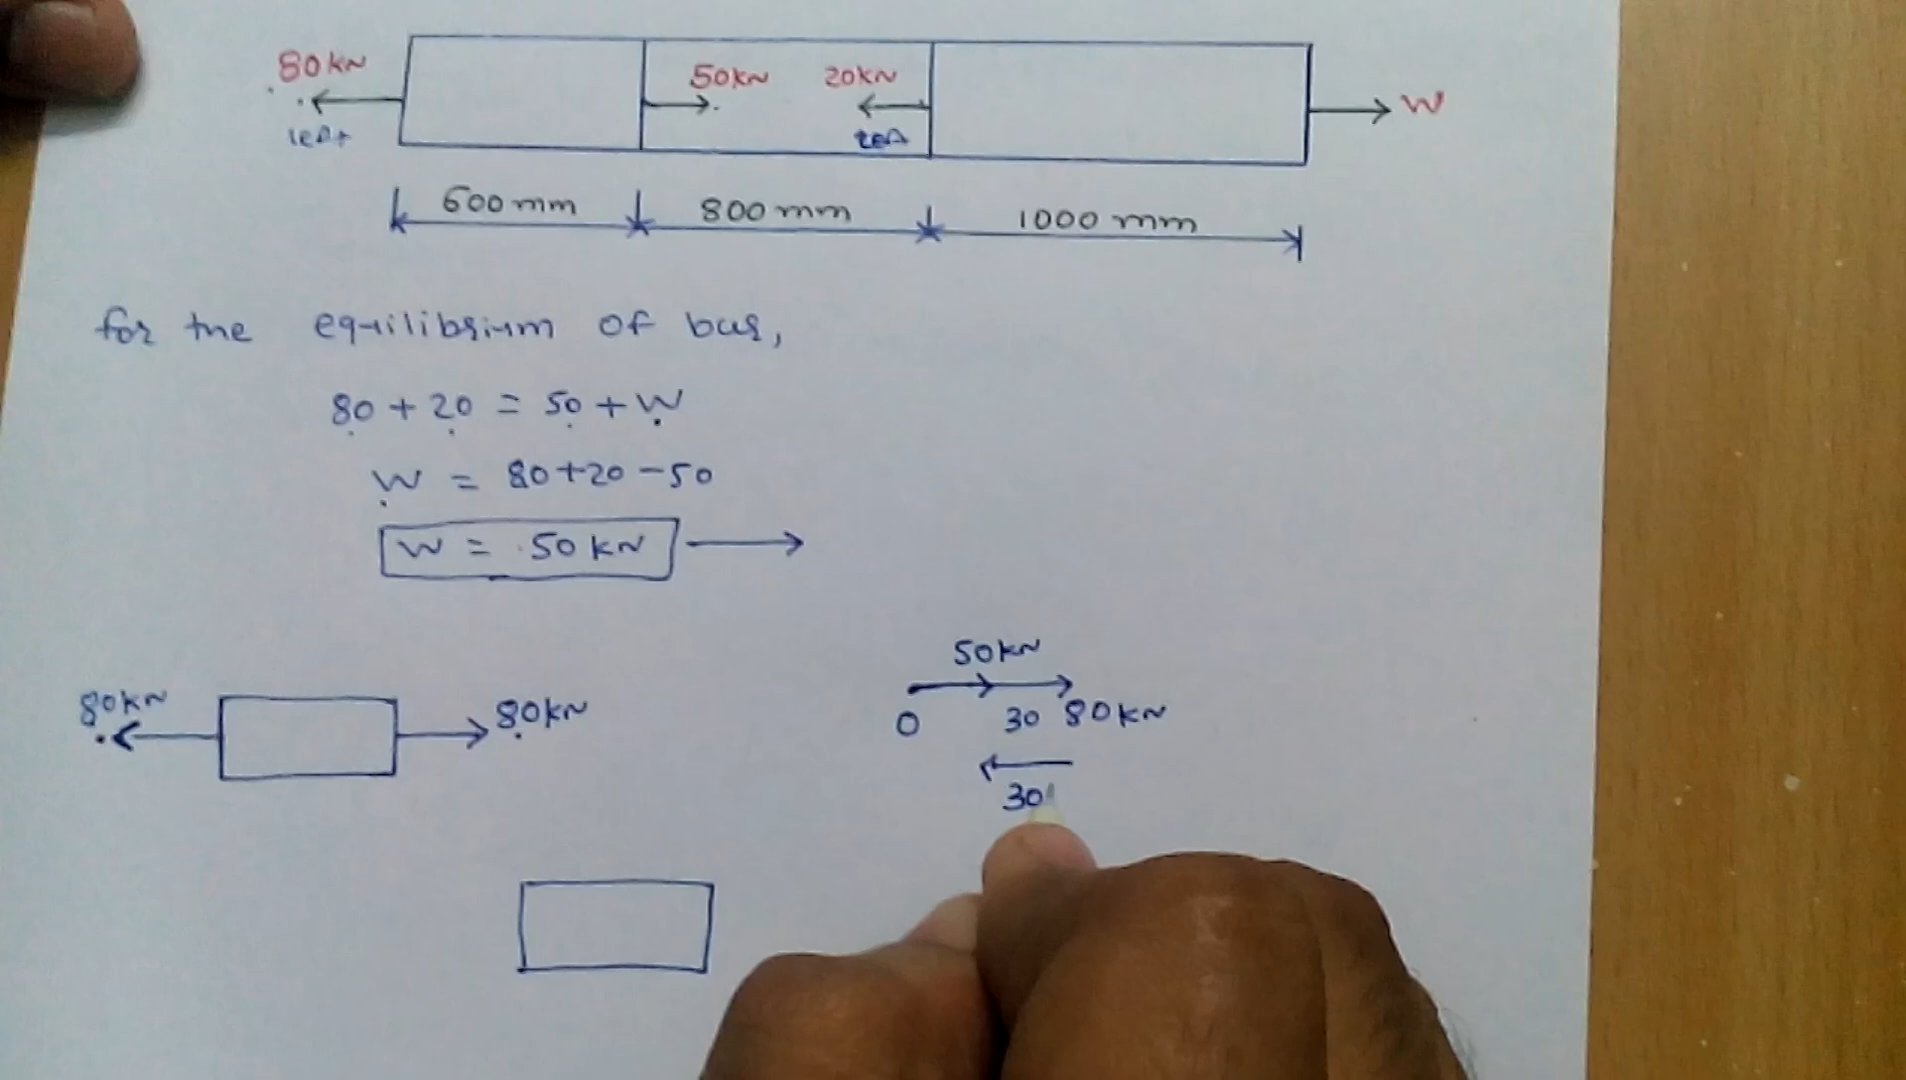 80kN 50kN 20kN W
left left
600 mm 800 mm 1000 mm
for the equilibrium of bar,
80 + 20 = 50 + W
W = 80+20-50
W = 50 kN
50kN
80kN 80kN 0 30 80kN
30